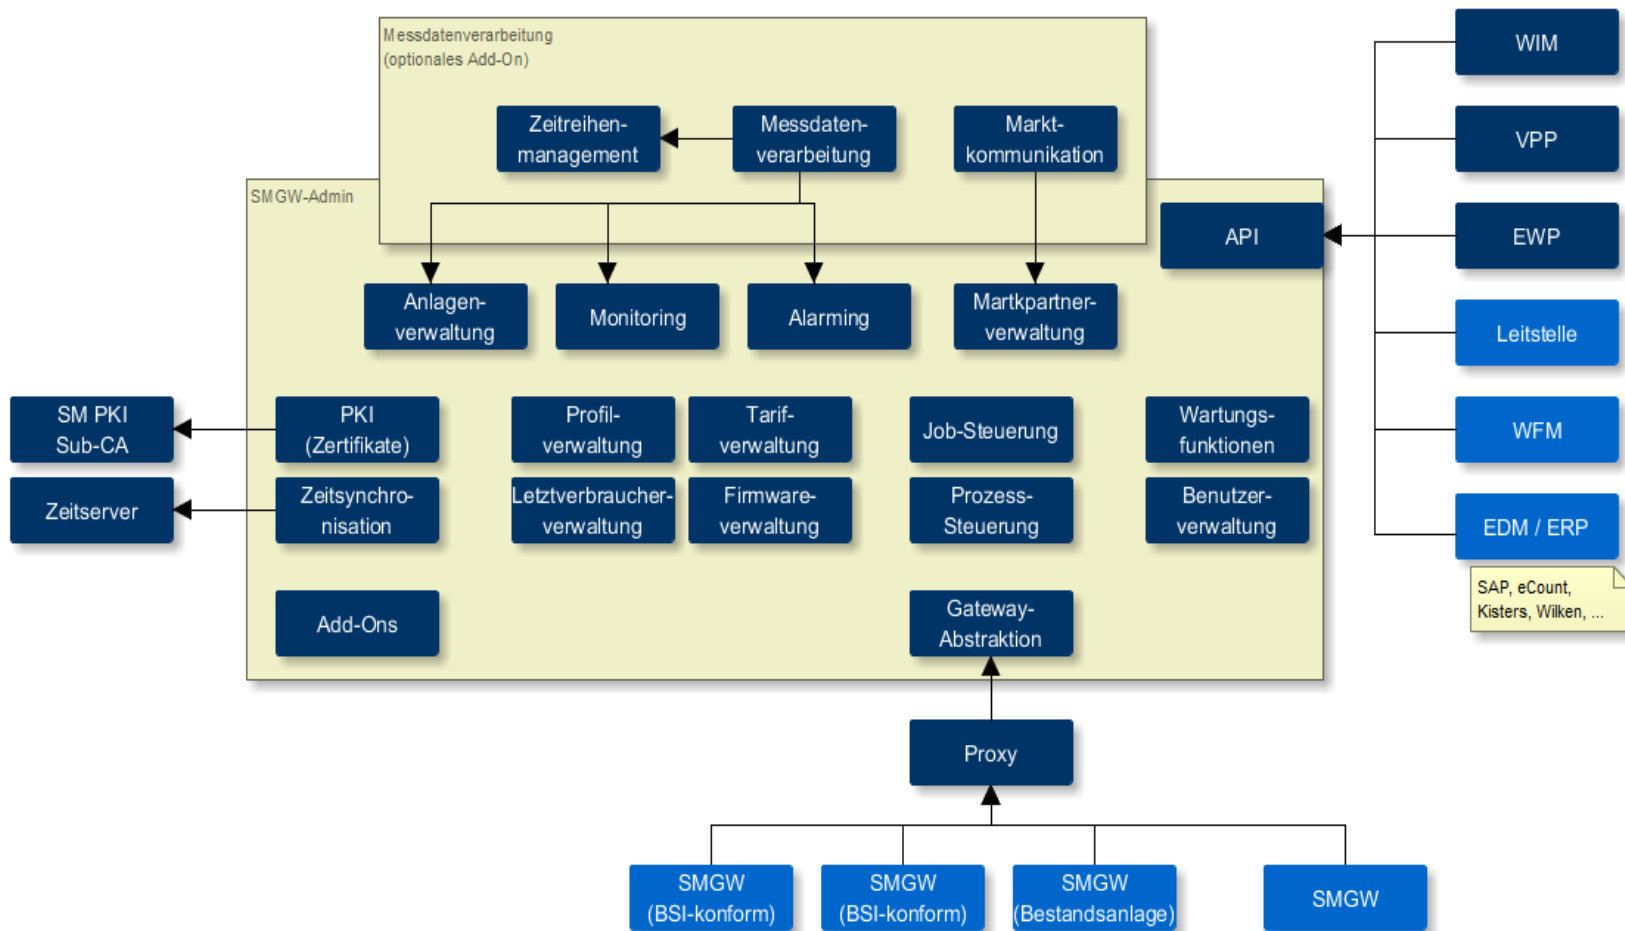 Messdatenverarbeitung
(optionales Add-On)
WIM
Zeitreihen-
management
Messdaten-
verarbeitung
Markt-
kommunikation
VPP
SMGW-Admin
API
EWP
Anlagen-
verwaltung
Monitoring
Alarming
Martkpartner-
verwaltung
Leitstelle
SM PKI
Sub-CA
PKI
(Zertifikate)
Profil-
verwaltung
Tarif-
verwaltung
Job-Steuerung
Wartungs-
funktionen
WFM
Zeitserver
Zeitsynchro-
nisation
Letztverbraucher-
verwaltung
Firmware-
verwaltung
Prozess-
Steuerung
Benutzer-
verwaltung
EDM / ERP
SAP, eCount,
Kisters, Wilken, ...
Add-Ons
Gateway-
Abstraktion
Proxy
SMGW
(BSI-konform)
SMGW
(BSI-konform)
SMGW
(Bestandsanlage)
SMGW